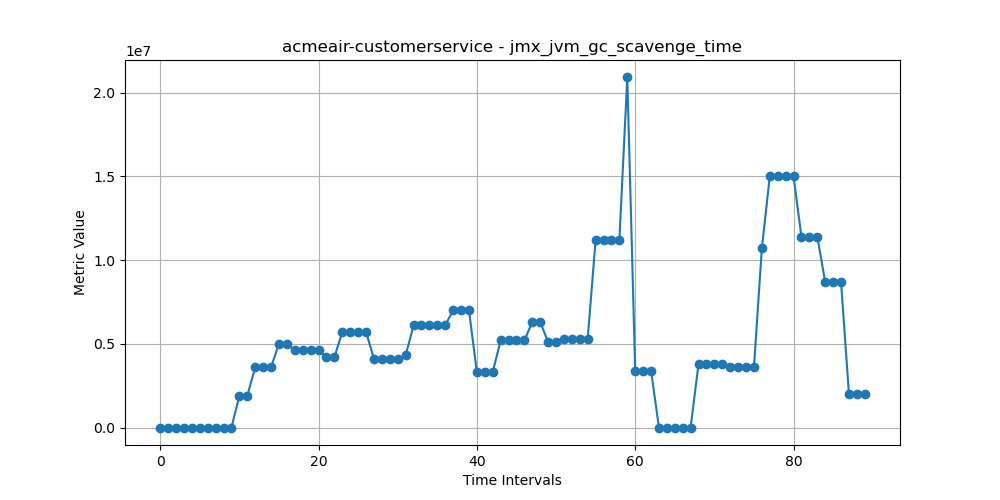 acmeair-customerservice - jmx_jvm_gc_scavenge_time
1e7
2.0
1.5
1.0
0.5
0.0
Metric Value
0 20 40 60 80
Time Intervals